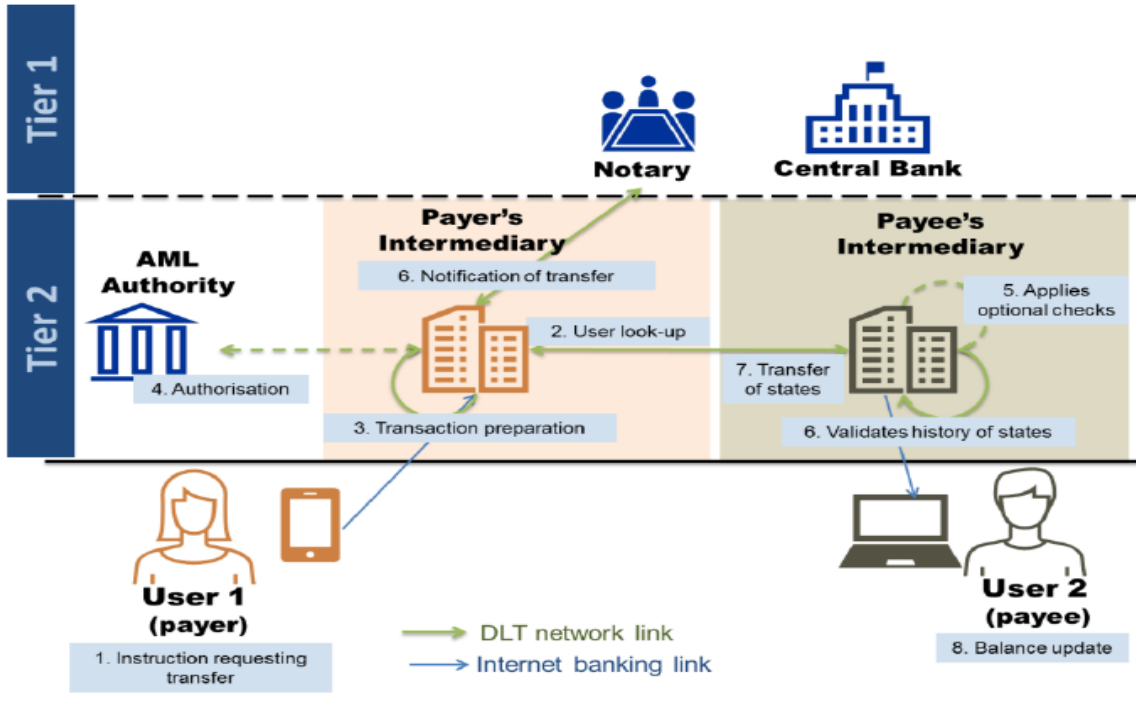 Tier 1
Notary
Central Bank
Tier 2
AML
Authority
4. Authorisation
Payer's
Intermediary
6. Notification of transfer
2. User look-up
3. Transaction preparation
Payee's
Intermediary
5. Applies
optional checks
7. Transfer
of states
6. Validates history of states
User 1
(payer)
1. Instruction requesting
transfer
DLT network link
Internet banking link
User 2
(payee)
8. Balance update